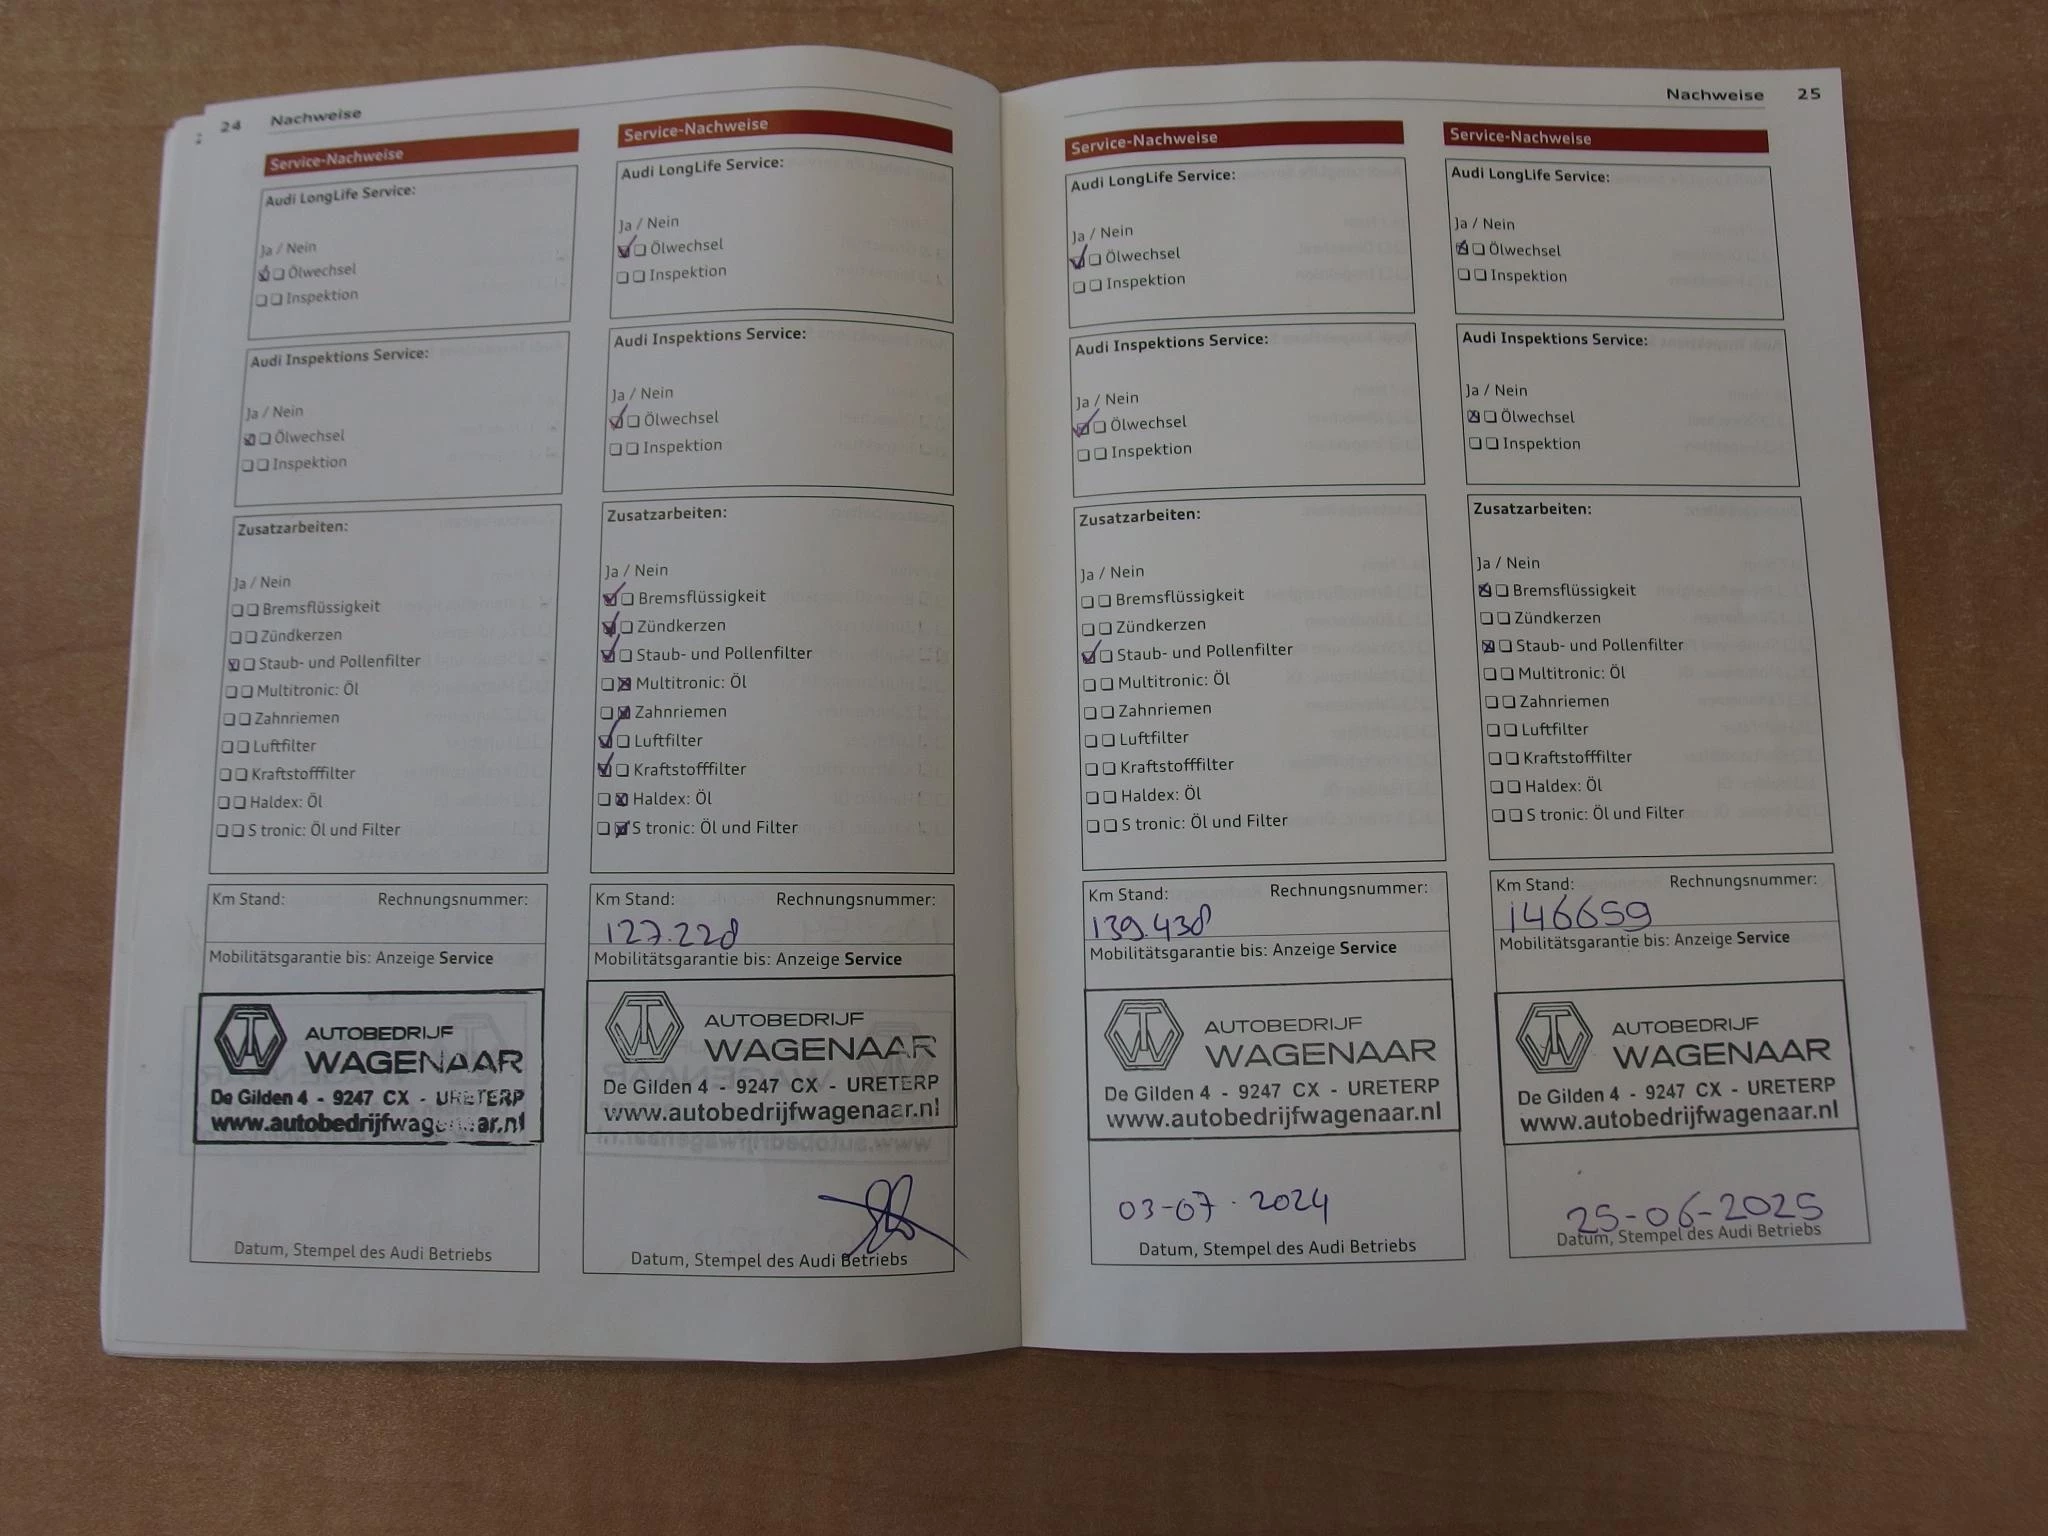 24 Nachweise
Service-Nachweise
Audi LongLife Service:
Ja / Nein
Ölwechsel
Inspektion
Audi Inspektions Service:
Ja / Nein
Ölwechsel
Inspektion
Zusatzarbeiten:
Ja / Nein
Bremsflüssigkeit
Zündkerzen
Staub- und Pollenfilter
Multitronic: Öl
Zahnriemen
Luftfilter
Kraftstofffilter
Haldex: Öl
S tronic: Öl und Filter
Km Stand: Rechnungsnummer:
Mobilitätsgarantie bis: Anzeige Service
AUTOBEDRIJF
WAGENAAR
De Gilden 4 - 9247 CX - URETERP
www.autobedrijfwagenaar.nl
Datum, Stempel des Audi Betriebs
Service-Nachweise
Audi LongLife Service:
Ja / Nein
Ölwechsel
Inspektion
Audi Inspektions Service:
Ja / Nein
Ölwechsel
Inspektion
Zusatzarbeiten:
Ja / Nein
Bremsflüssigkeit
Zündkerzen
Staub- und Pollenfilter
Multitronic: Öl
Zahnriemen
Luftfilter
Kraftstofffilter
Haldex: Öl
S tronic: Öl und Filter
Km Stand: Rechnungsnummer:
127.228
Mobilitätsgarantie bis: Anzeige Service
AUTOBEDRIJF
WAGENAAR
De Gilden 4 - 9247 CX - URETERP
www.autobedrijfwagenaar.nl
Datum, Stempel des Audi Betriebs
Nachweise 25
Service-Nachweise
Audi LongLife Service:
Ja / Nein
Ölwechsel
Inspektion
Audi Inspektions Service:
Ja / Nein
Ölwechsel
Inspektion
Zusatzarbeiten:
Ja / Nein
Bremsflüssigkeit
Zündkerzen
Staub- und Pollenfilter
Multitronic: Öl
Zahnriemen
Luftfilter
Kraftstofffilter
Haldex: Öl
S tronic: Öl und Filter
Km Stand: Rechnungsnummer:
139.438
Mobilitätsgarantie bis: Anzeige Service
AUTOBEDRIJF
WAGENAAR
De Gilden 4 - 9247 CX - URETERP
www.autobedrijfwagenaar.nl
03-07-2024
Datum, Stempel des Audi Betriebs
Service-Nachweise
Audi LongLife Service:
Ja / Nein
Ölwechsel
Inspektion
Audi Inspektions Service:
Ja / Nein
Ölwechsel
Inspektion
Zusatzarbeiten:
Ja / Nein
Bremsflüssigkeit
Zündkerzen
Staub- und Pollenfilter
Multitronic: Öl
Zahnriemen
Luftfilter
Kraftstofffilter
Haldex: Öl
S tronic: Öl und Filter
Km Stand: Rechnungsnummer:
146659
Mobilitätsgarantie bis: Anzeige Service
AUTOBEDRIJF
WAGENAAR
De Gilden 4 - 9247 CX - URETERP
www.autobedrijfwagenaar.nl
25-06-2025
Datum, Stempel des Audi Betriebs